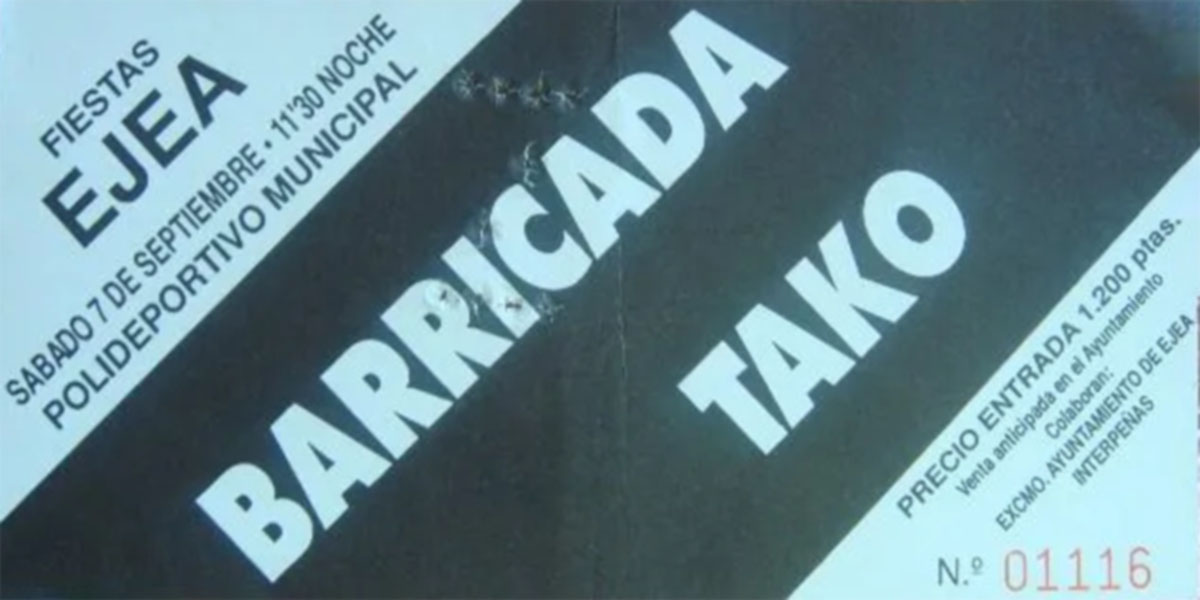 FIESTAS
EJEA
SABADO 7 DE SEPTIEMBRE · 11'30 NOCHE
POLIDEPORTIVO MUNICIPAL
BARRICADA
TAKO
PRECIO ENTRADA 1.200 ptas.
Venta anticipada en el Ayuntamiento
Colaboran:
EXCMO. AYUNTAMIENTO DE EJEA
INTERPEÑAS
N.º 01116